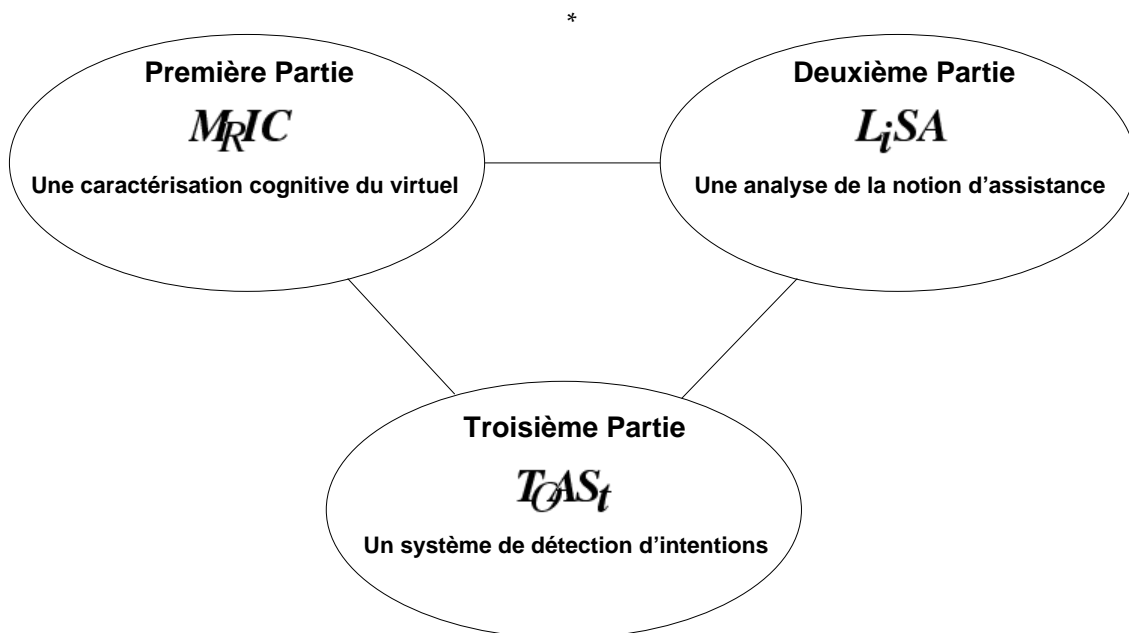 *
Première Partie
MRIC
Une caractérisation cognitive du virtuel
Deuxième Partie
LiSA
Une analyse de la notion d’assistance
Troisième Partie
TOASt
Un système de détection d’intentions